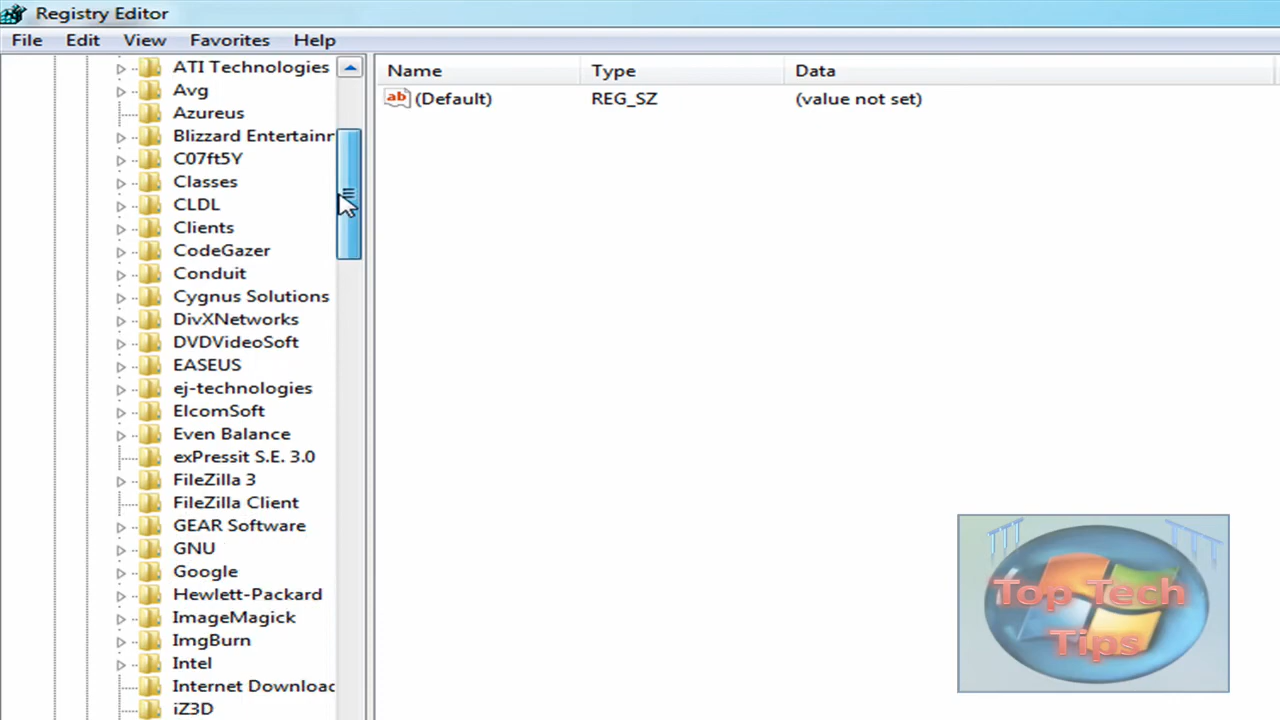 Registry Editor
File Edit View Favorites Help
ATI Technologies
Avg
Azureus
Blizzard Entertainr
C07ft5Y
Classes
CLDL
Clients
CodeGazer
Conduit
Cygnus Solutions
DivXNetworks
DVDVideoSoft
EASEUS
ej-technologies
ElcomSoft
Even Balance
exPressit S.E. 3.0
FileZilla 3
FileZilla Client
GEAR Software
GNU
Google
Hewlett-Packard
ImageMagick
ImgBurn
Intel
Internet Downloac
iZ3D
Name Type Data
ab (Default) REG_SZ (value not set)
TTT
Top Tech
Tips